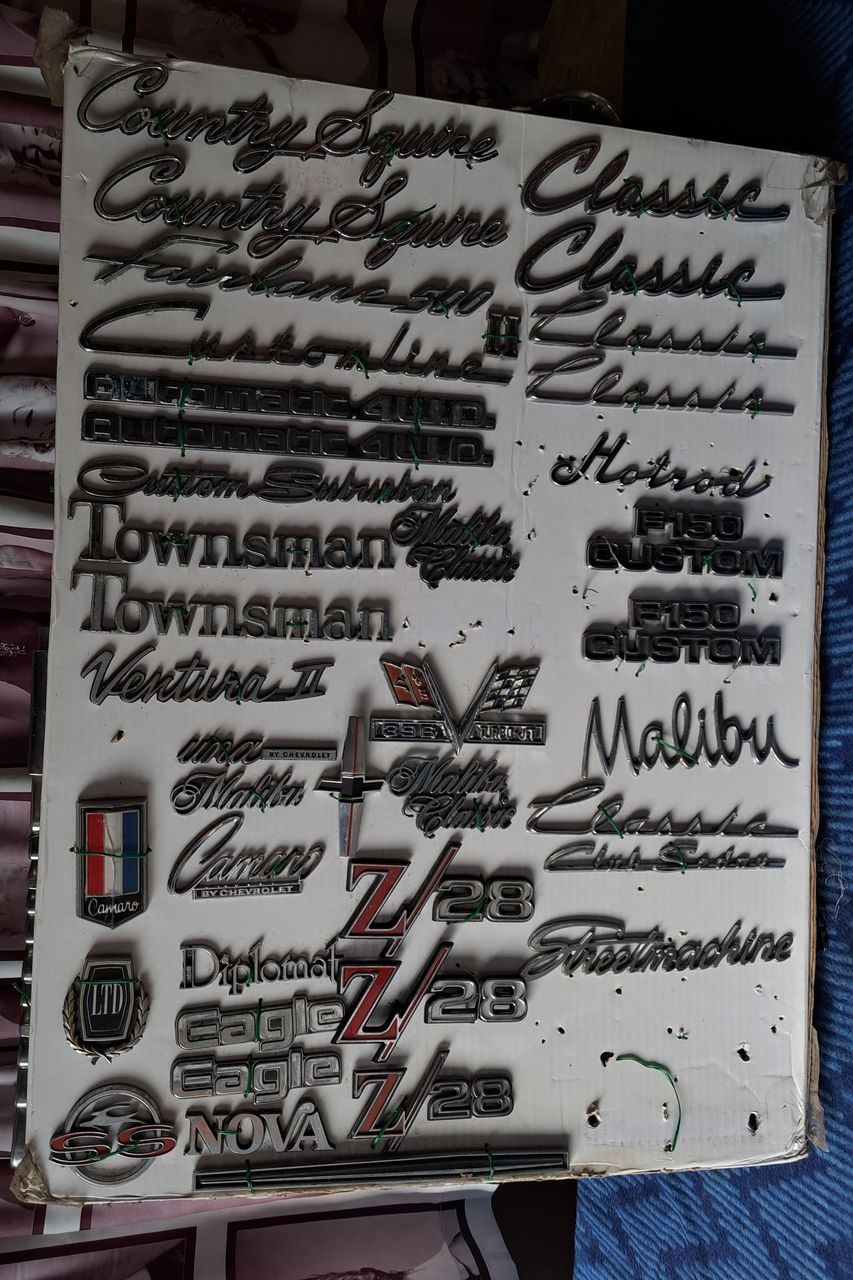 Country Squire
Country Squire
Fairlane 500
Customline
II
Automatic 4W.D.
Automatic 4W.D.
Custom Suburban
Townsman
Malibu
Classic
Townsman
Ventura II
396 TURBO-JET
BY CHEVROLET
Malibu
Malibu
Classic
Camaro
BY CHEVROLET
Camaro
Z/28
Diplomat
Z/28
LTD
Eagle
Eagle
Z/28
SS
NOVA
Classic
Classic
Classic
Classic
Hotrod
F150
CUSTOM
F150
CUSTOM
Malibu
Classic
Club Sedan
Streetmachine